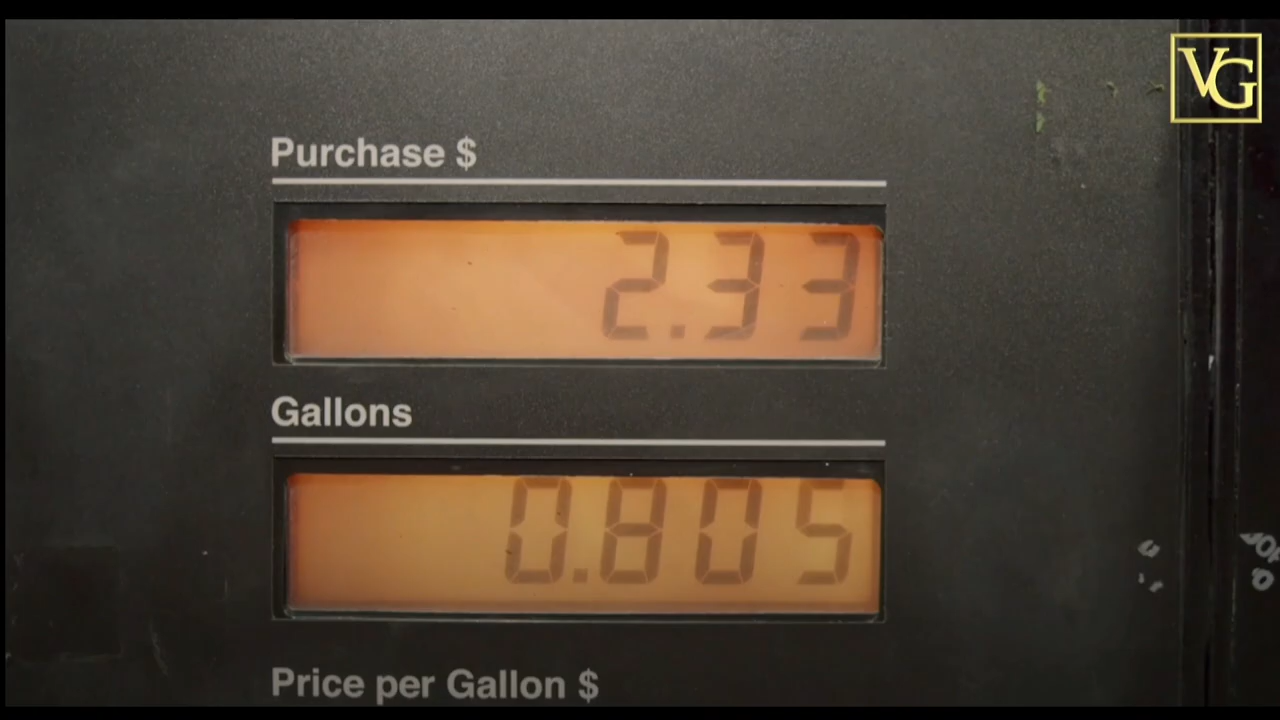 VG
Purchase $
2.33
Gallons
0.805
Price per Gallon $